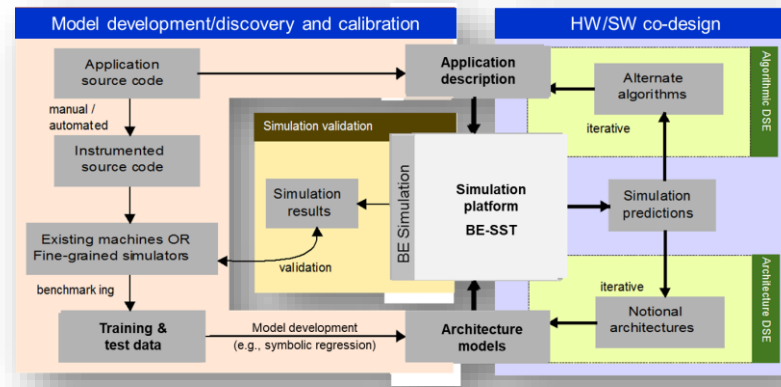 Model development/discovery and calibration
HW/SW co-design
Application
source code
Application
description
Alternate
algorithms
Algorithmic DSE
manual /
automated
Simulation validation
iterative
Instrumented
source code
Simulation
results
BE Simulation
Simulation
platform
BE-SST
Simulation
predictions
Existing machines OR
Fine-grained simulators
validation
benchmarking
iterative
Training &
test data
Model development
(e.g., symbolic regression)
Architecture
models
Notional
architectures
Architecture DSE